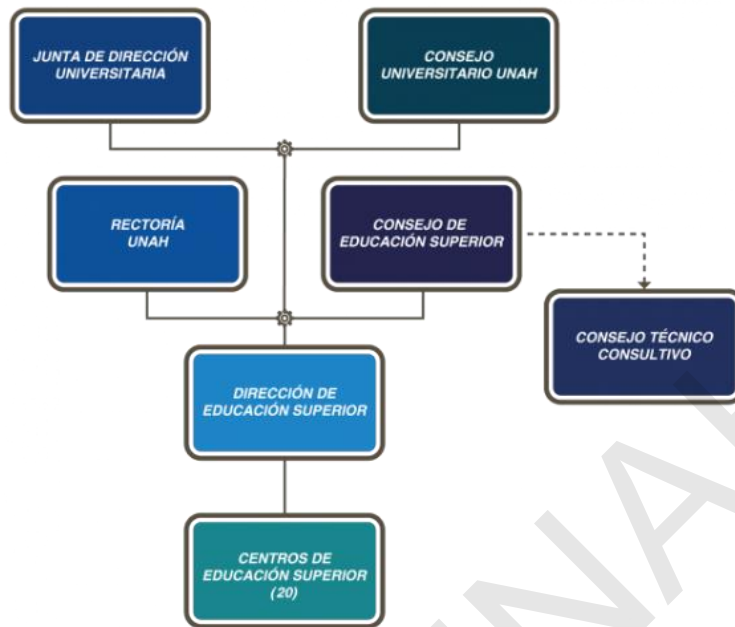 JUNTA DE DIRECCIÓN
UNIVERSITARIA
CONSEJO
UNIVERSITARIO UNAH
RECTORÍA
UNAH
CONSEJO DE
EDUCACIÓN SUPERIOR
CONSEJO TÉCNICO
CONSULTIVO
DIRECCIÓN DE
EDUCACIÓN SUPERIOR
CENTROS DE
EDUCACIÓN SUPERIOR
(20)